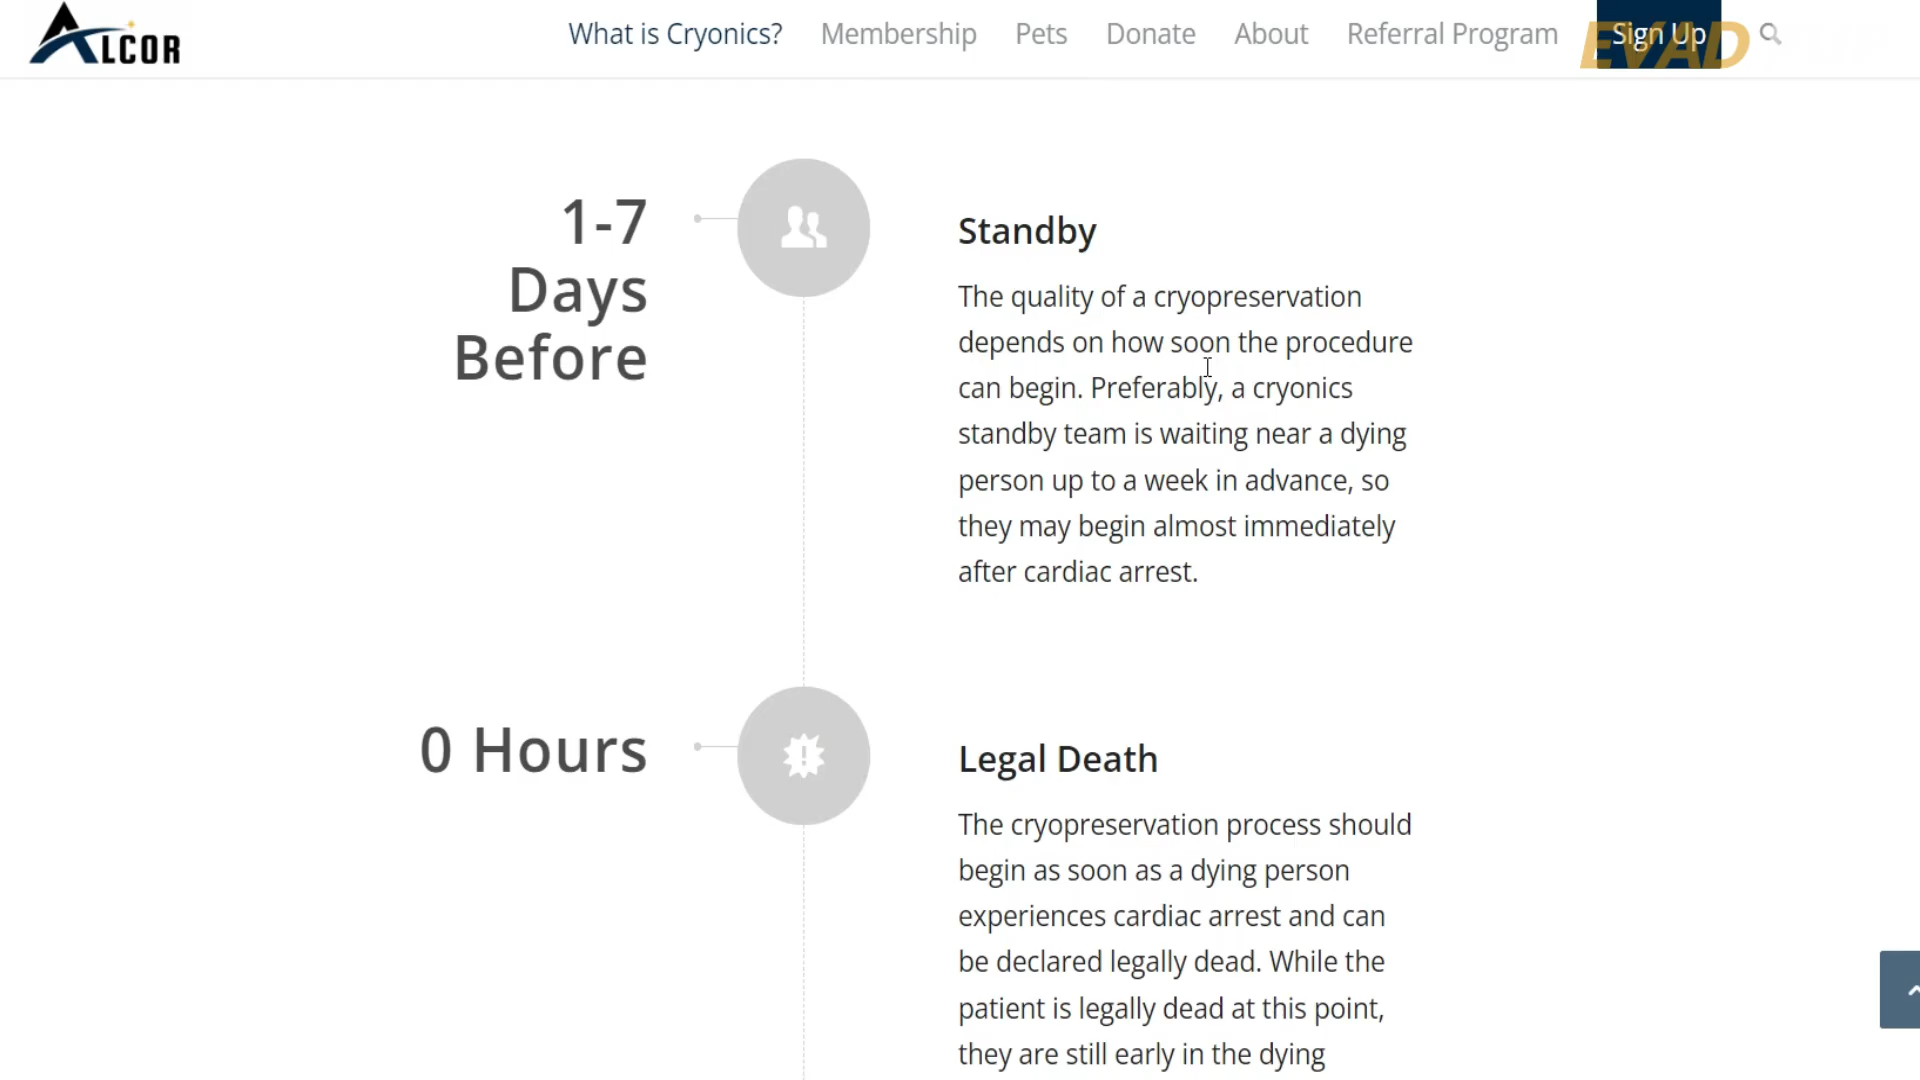 ALCOR
What is Cryonics?
Membership
Pets
Donate
About
Referral Program
Sign Up
EVAD
1-7
Days
Before
Standby
The quality of a cryopreservation
depends on how soon the procedure
can begin. Preferably, a cryonics
standby team is waiting near a dying
person up to a week in advance, so
they may begin almost immediately
after cardiac arrest.
0 Hours
Legal Death
The cryopreservation process should
begin as soon as a dying person
experiences cardiac arrest and can
be declared legally dead. While the
patient is legally dead at this point,
they are still early in the dying